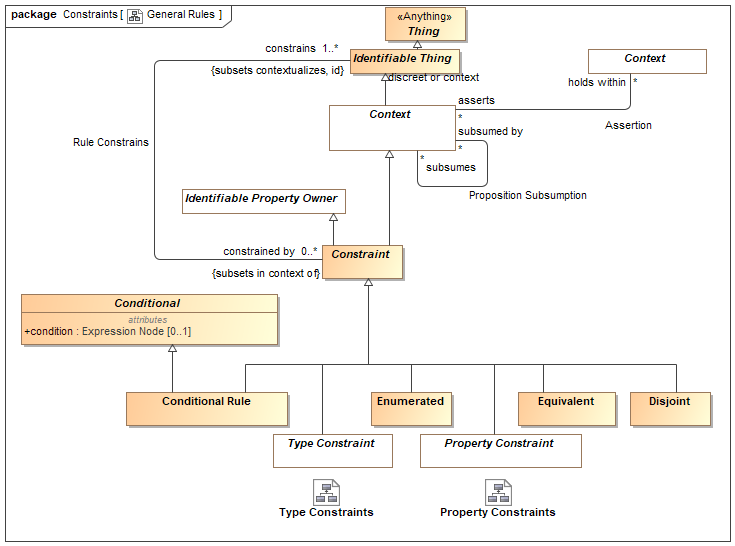 package Constraints [ General Rules ]
«Anything»
Thing
constrains 1..*
Identifiable Thing
{subsets contextualizes, id}
discreet or context
Context
holds within *
asserts
*
Context
Assertion
subsumed by
*
Rule Constrains
*
subsumes
Proposition Subsumption
Identifiable Property Owner
constrained by 0..*
Constraint
{subsets in context of}
Conditional
attributes
+condition : Expression Node [0..1]
Conditional Rule
Enumerated
Equivalent
Disjoint
Type Constraint
Property Constraint
Type Constraints
Property Constraints